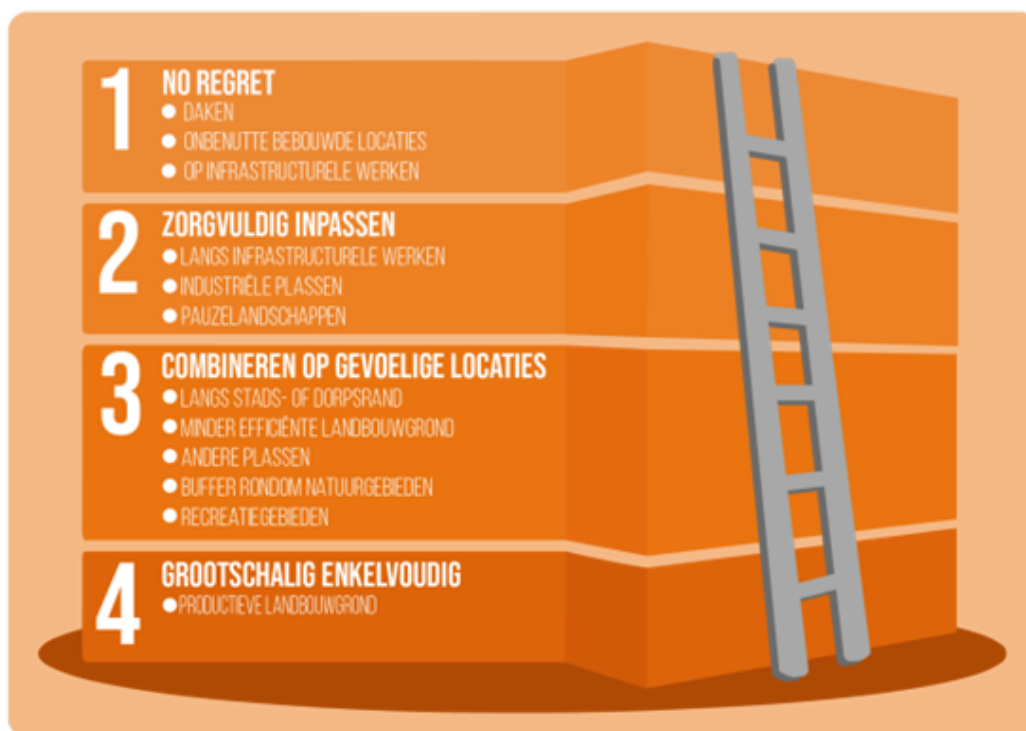 1 NO REGRET
DAKEN
ONBENUTTE BEBOUWDE LOCATIES
OP INFRASTRUCTURELE WERKEN
2 ZORGVULDIG INPASSEN
LANGS INFRASTRUCTURELE WERKEN
INDUSTRIËLE PLASSEN
PAUZELANDSCHAPPEN
3 COMBINEREN OP GEVOELIGE LOCATIES
LANGS STADS- OF DORPSRAND
MINDER EFFICIËNTE LANDBOUWGROND
ANDERE PLASSEN
BUFFER RONDOM NATUURGEBIEDEN
RECREATIEGEBIEDEN
4 GROOTSCHALIG ENKELVOUDIG
PRODUCTIEVE LANDBOUWGROND